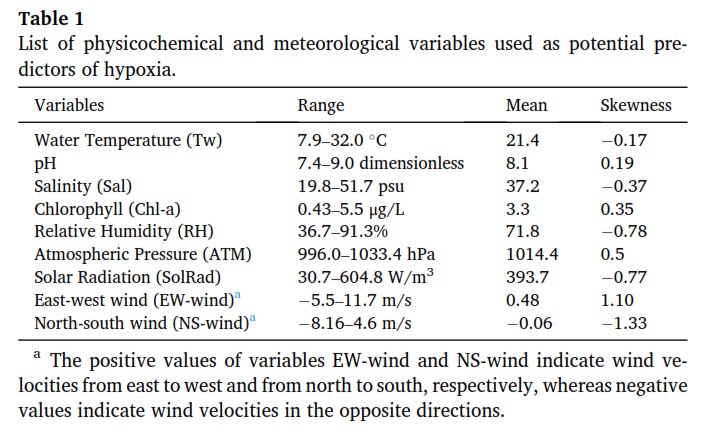 Table 1
List of physicochemical and meteorological variables used as potential pre-
dictors of hypoxia.
Variables Range Mean Skewness
Water Temperature (Tw) 7.9–32.0 °C 21.4 −0.17
pH 7.4–9.0 dimensionless 8.1 0.19
Salinity (Sal) 19.8–51.7 psu 37.2 −0.37
Chlorophyll (Chl-a) 0.43–5.5 μg/L 3.3 0.35
Relative Humidity (RH) 36.7–91.3% 71.8 −0.78
Atmospheric Pressure (ATM) 996.0–1033.4 hPa 1014.4 0.5
Solar Radiation (SolRad) 30.7–604.8 W/m³ 393.7 −0.77
East-west wind (EW-wind)ᵃ −5.5–11.7 m/s 0.48 1.10
North-south wind (NS-wind)ᵃ −8.16–4.6 m/s −0.06 −1.33
ᵃ The positive values of variables EW-wind and NS-wind indicate wind ve-
locities from east to west and from north to south, respectively, whereas negative
values indicate wind velocities in the opposite directions.